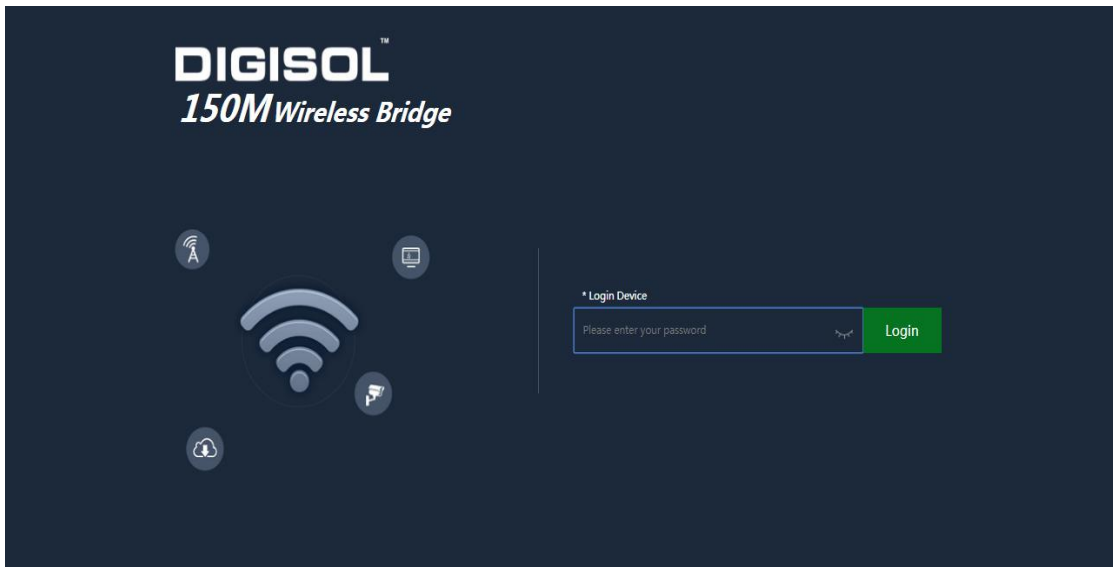 DIGISOL™
150M Wireless Bridge
* Login Device
Please enter your password
Login